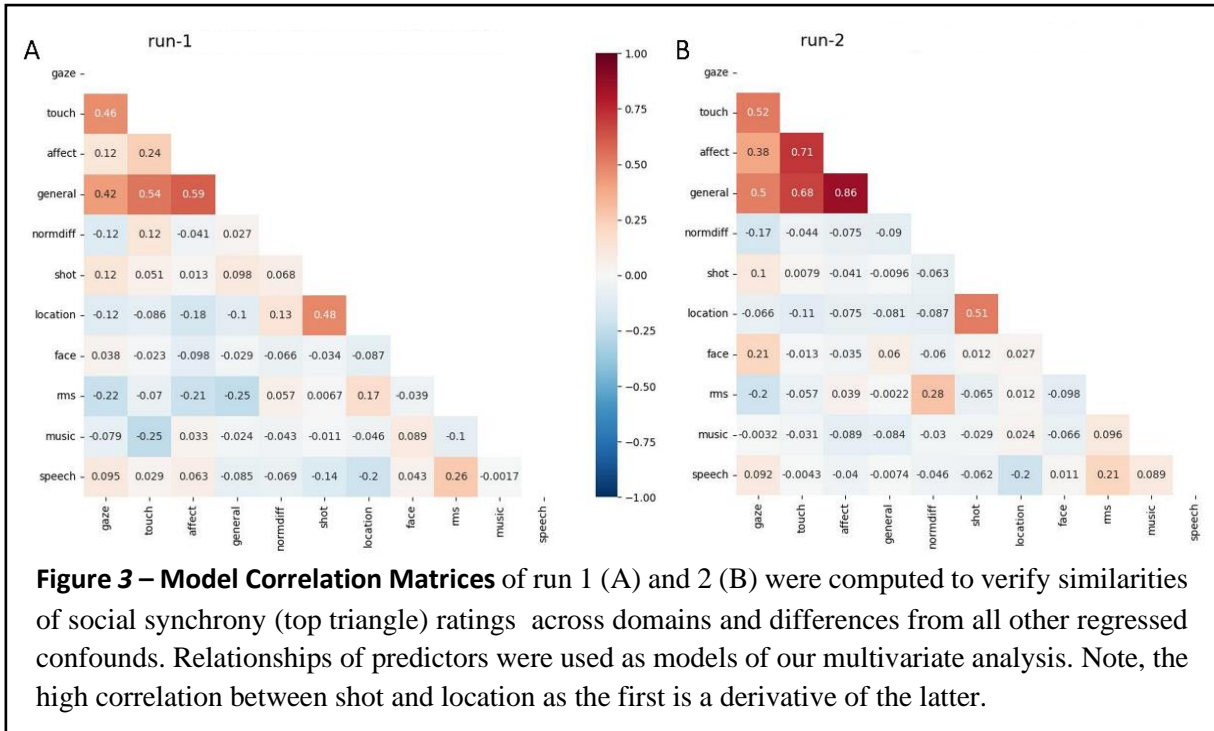 A
run-1
gaze
touch
0.46
affect
0.12 0.24
general
0.42 0.54 0.59
normdiff
-0.12 0.12 -0.041 0.027
shot
0.12 0.051 0.013 0.098 0.068
location
-0.12 -0.086 -0.18 -0.1 0.13 0.48
face
0.038 -0.023 -0.098 -0.029 -0.066 -0.034 -0.087
rms
-0.22 -0.07 -0.21 -0.25 0.057 0.0067 0.17 -0.039
music
-0.079 -0.25 0.033 -0.024 -0.043 -0.011 -0.046 0.089 -0.1
speech
0.095 0.029 0.063 -0.085 -0.069 -0.14 -0.2 0.043 0.26 -0.0017
gaze touch affect general normdiff shot location face rms music speech
1.00
0.75
0.50
0.25
0.00
-0.25
-0.50
-0.75
-1.00
B
run-2
gaze
touch
0.52
affect
0.38 0.71
general
0.5 0.68 0.86
normdiff
-0.17 -0.044 -0.075 -0.09
shot
0.1 0.0079 -0.041 -0.0096 -0.063
location
-0.066 -0.11 -0.075 -0.081 -0.087 0.51
face
0.21 -0.013 -0.035 0.06 -0.06 0.012 0.027
rms
-0.2 -0.057 0.039 -0.0022 0.28 -0.065 0.012 -0.098
music
-0.0032 -0.031 -0.089 -0.084 -0.03 -0.029 0.024 -0.066 0.096
speech
0.092 -0.0043 -0.04 -0.0074 -0.046 -0.062 -0.2 0.011 0.21 0.089
gaze touch affect general normdiff shot location face rms music speech
Figure 3 – Model Correlation Matrices of run 1 (A) and 2 (B) were computed to verify similarities
of social synchrony (top triangle) ratings across domains and differences from all other regressed
confounds. Relationships of predictors were used as models of our multivariate analysis. Note, the
high correlation between shot and location as the first is a derivative of the latter.